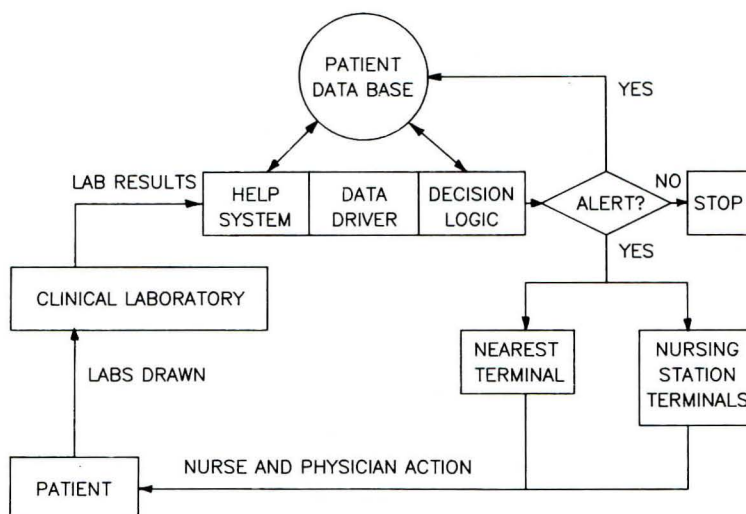 PATIENT
DATA BASE
YES
LAB RESULTS
HELP
SYSTEM
DATA
DRIVER
DECISION
LOGIC
ALERT?
NO
STOP
YES
CLINICAL LABORATORY
NEAREST
TERMINAL
NURSING
STATION
TERMINALS
LABS DRAWN
NURSE AND PHYSICIAN ACTION
PATIENT